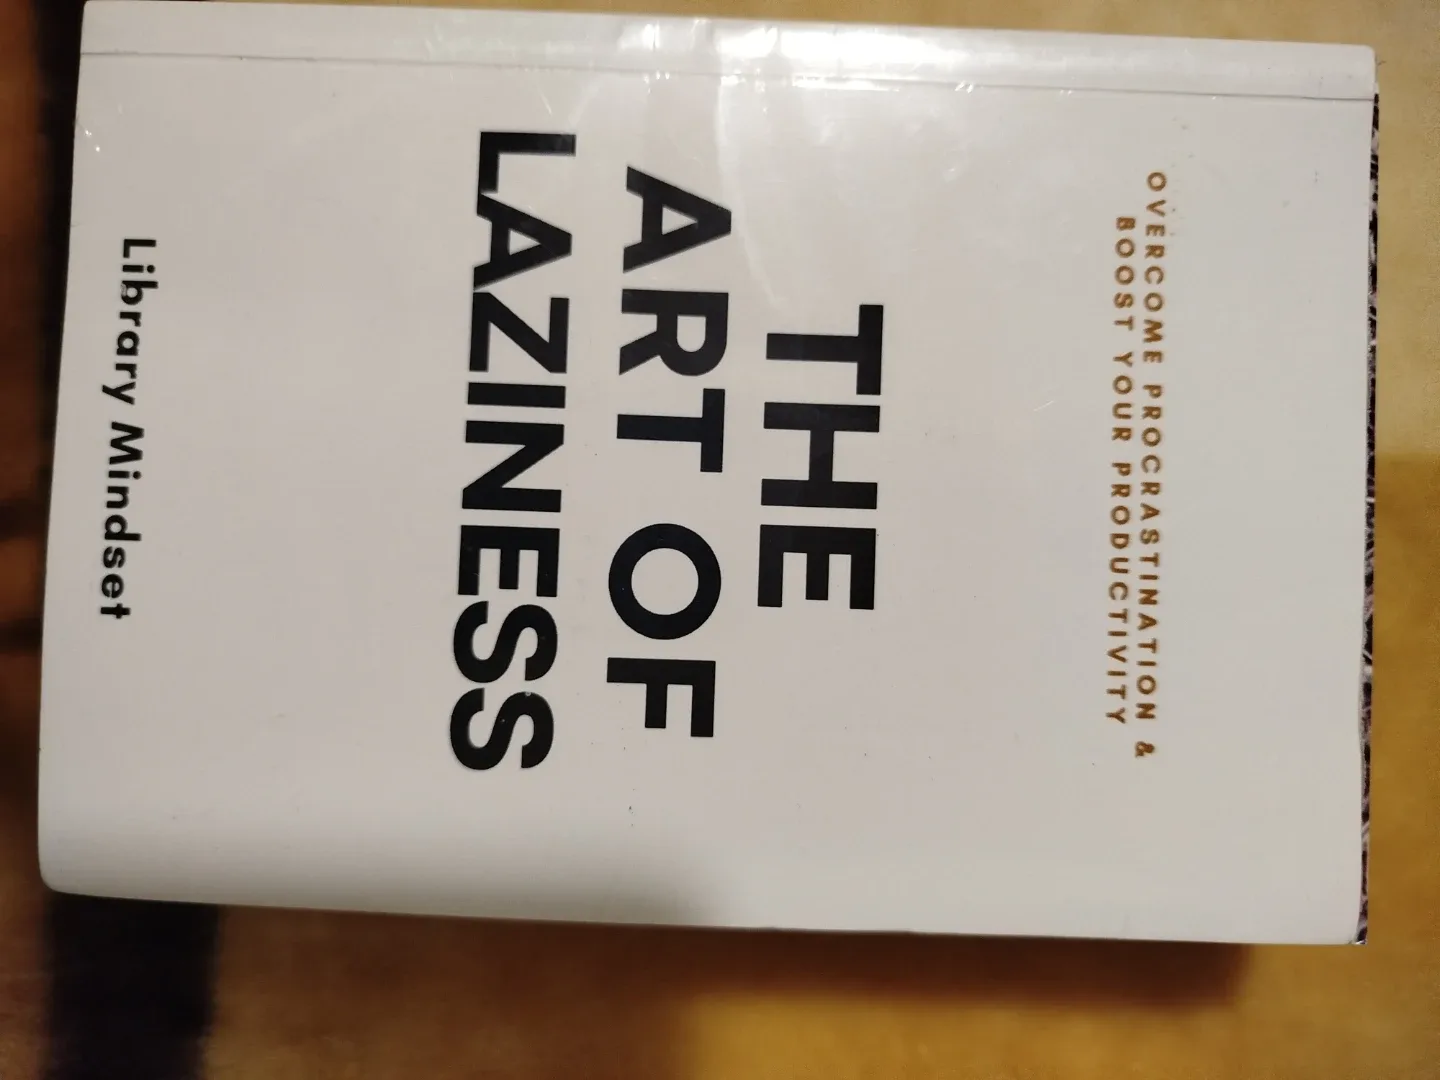 OVERCOME PROCRASTINATION &
BOOST YOUR PRODUCTIVITY
THE
ART OF
LAZINESS
Library Mindset